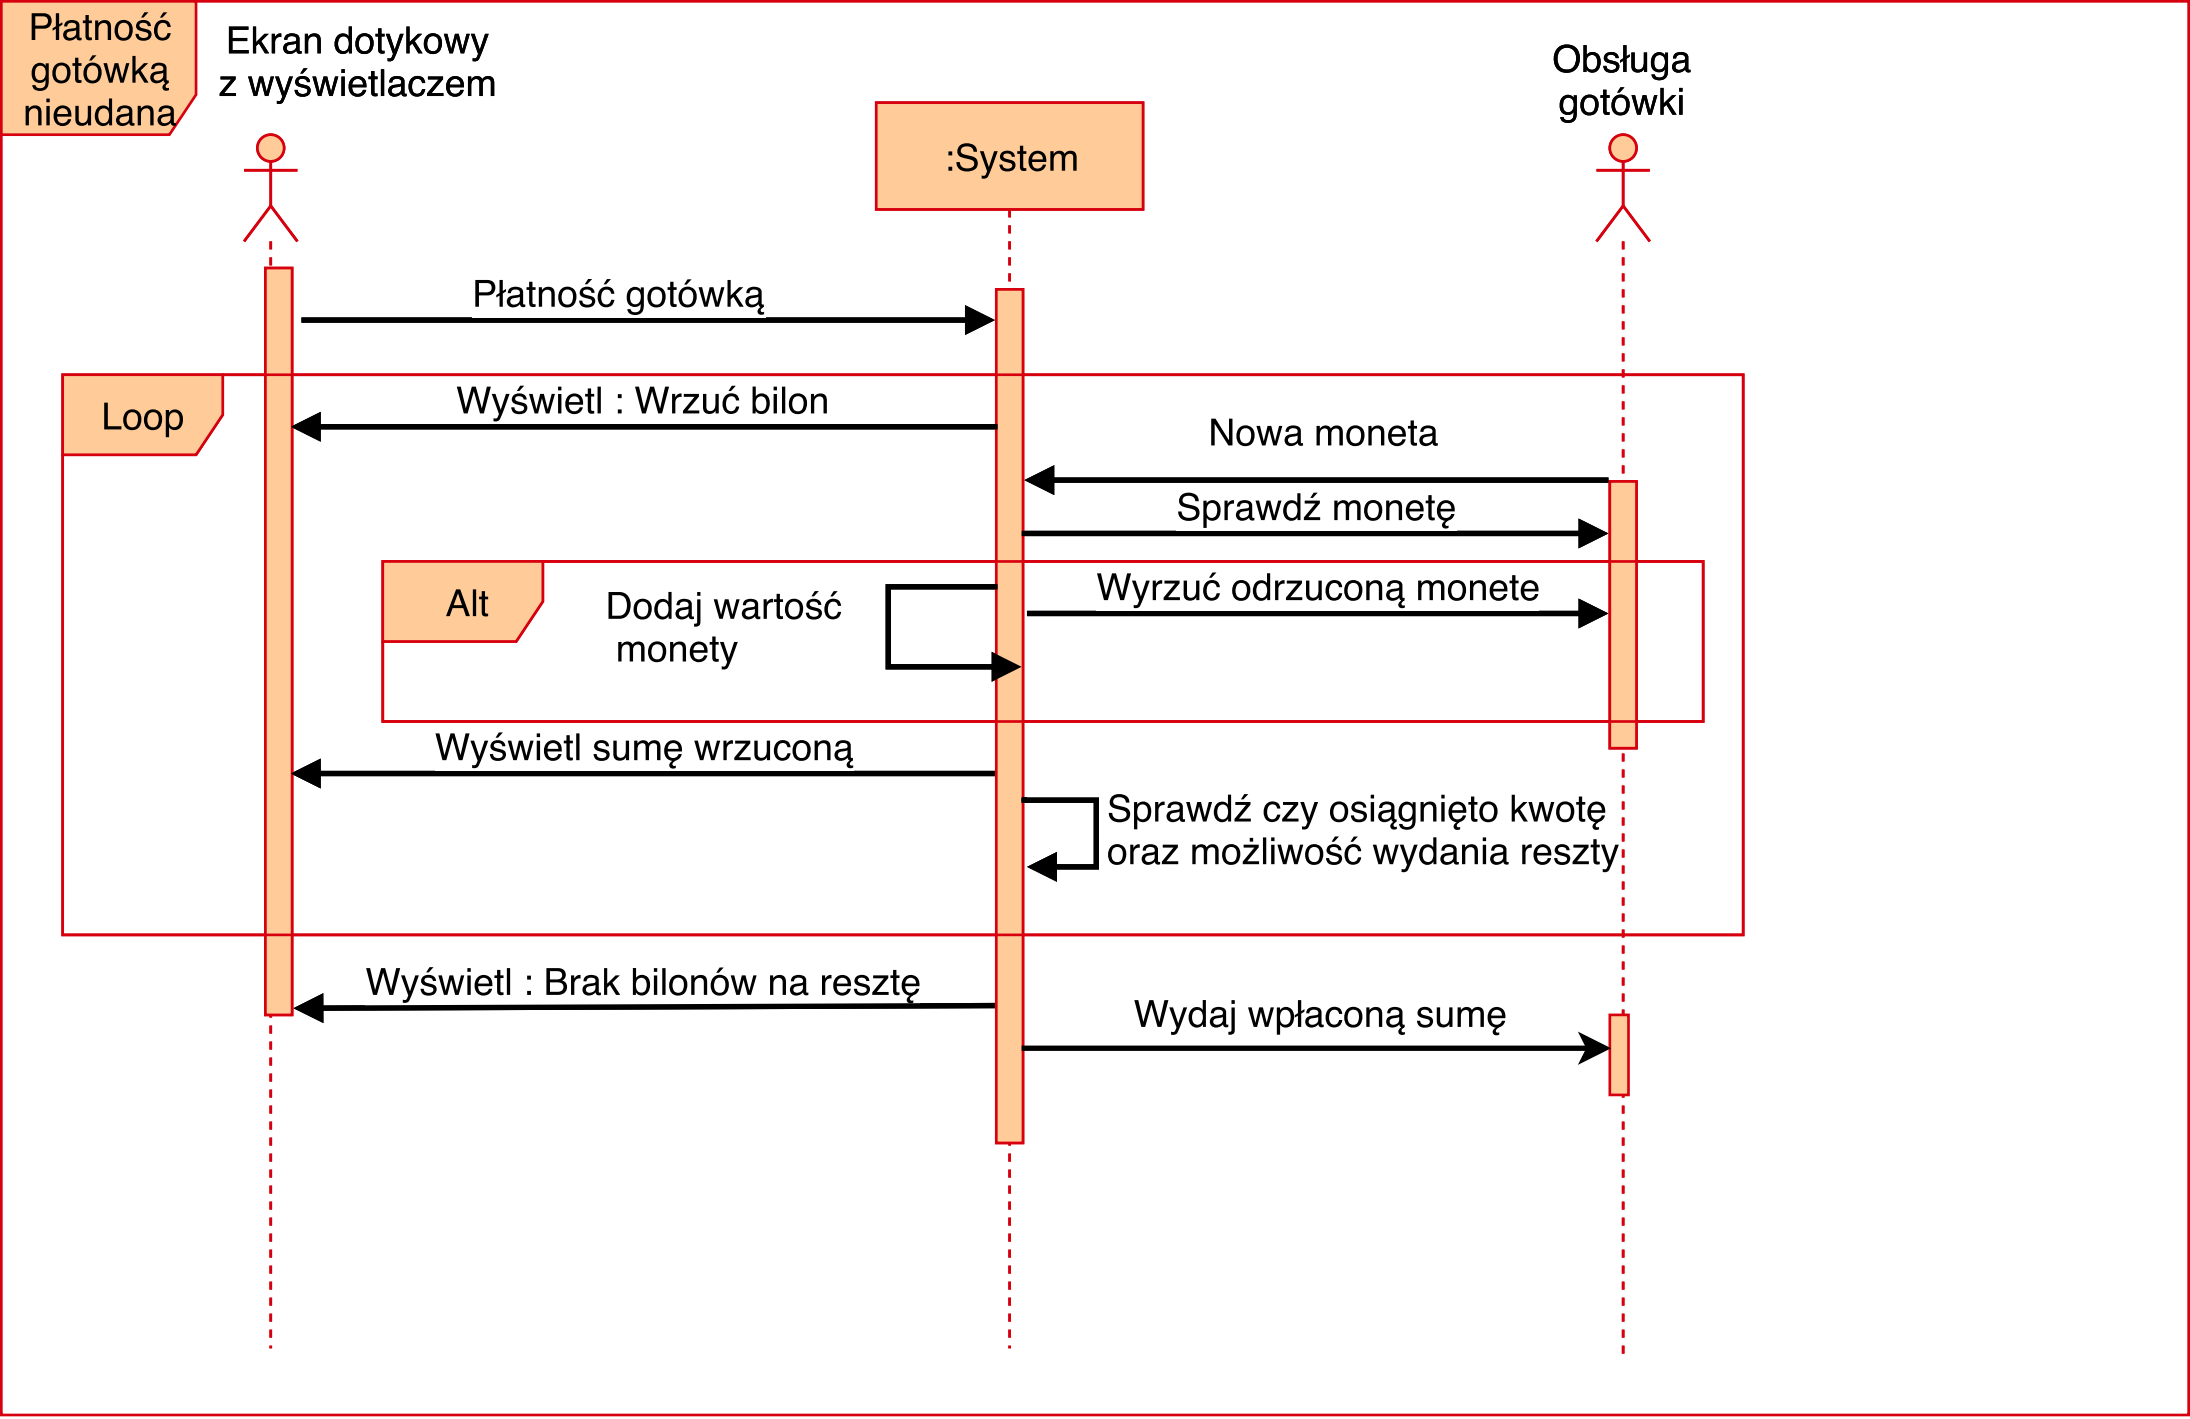 Płatność
gotówką
nieudana
Ekran dotykowy
z wyświetlaczem
:System
Obsługa
gotówki
Płatność gotówką
Loop
Wyświetl : Wrzuć bilon
Nowa moneta
Sprawdź monetę
Alt
Dodaj wartość
monety
Wyrzuć odrzuconą monete
Wyświetl sumę wrzuconą
Sprawdź czy osiągnięto kwotę
oraz możliwość wydania reszty
Wyświetl : Brak bilonów na resztę
Wydaj wpłaconą sumę